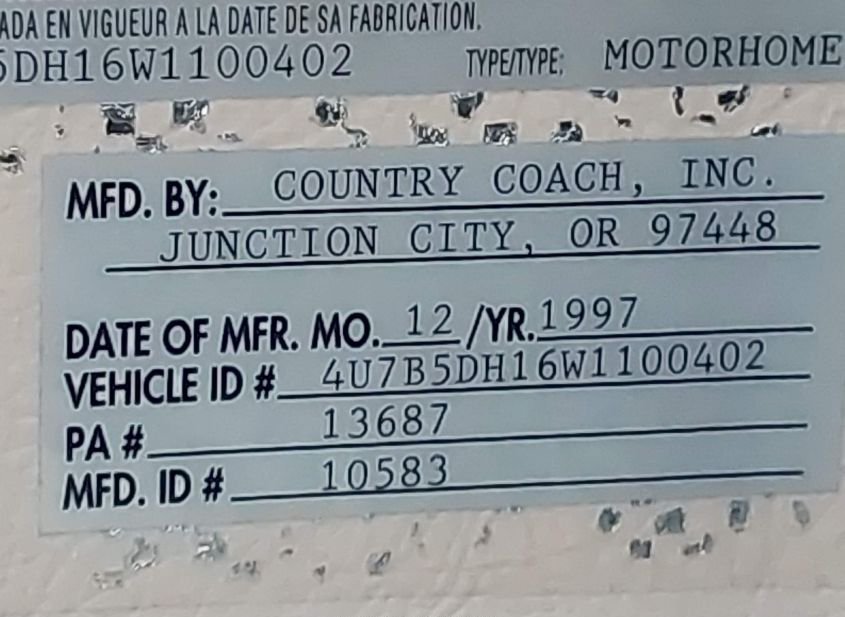 ADA EN VIGUEUR A LA DATE DE SA FABRICATION.
5DH16W1100402 TYPE/TYPE: MOTORHOME
MFD. BY: COUNTRY COACH, INC.
JUNCTION CITY, OR 97448
DATE OF MFR. MO. 12 /YR. 1997
VEHICLE ID # 4U7B5DH16W1100402
PA # 13687
MFD. ID # 10583